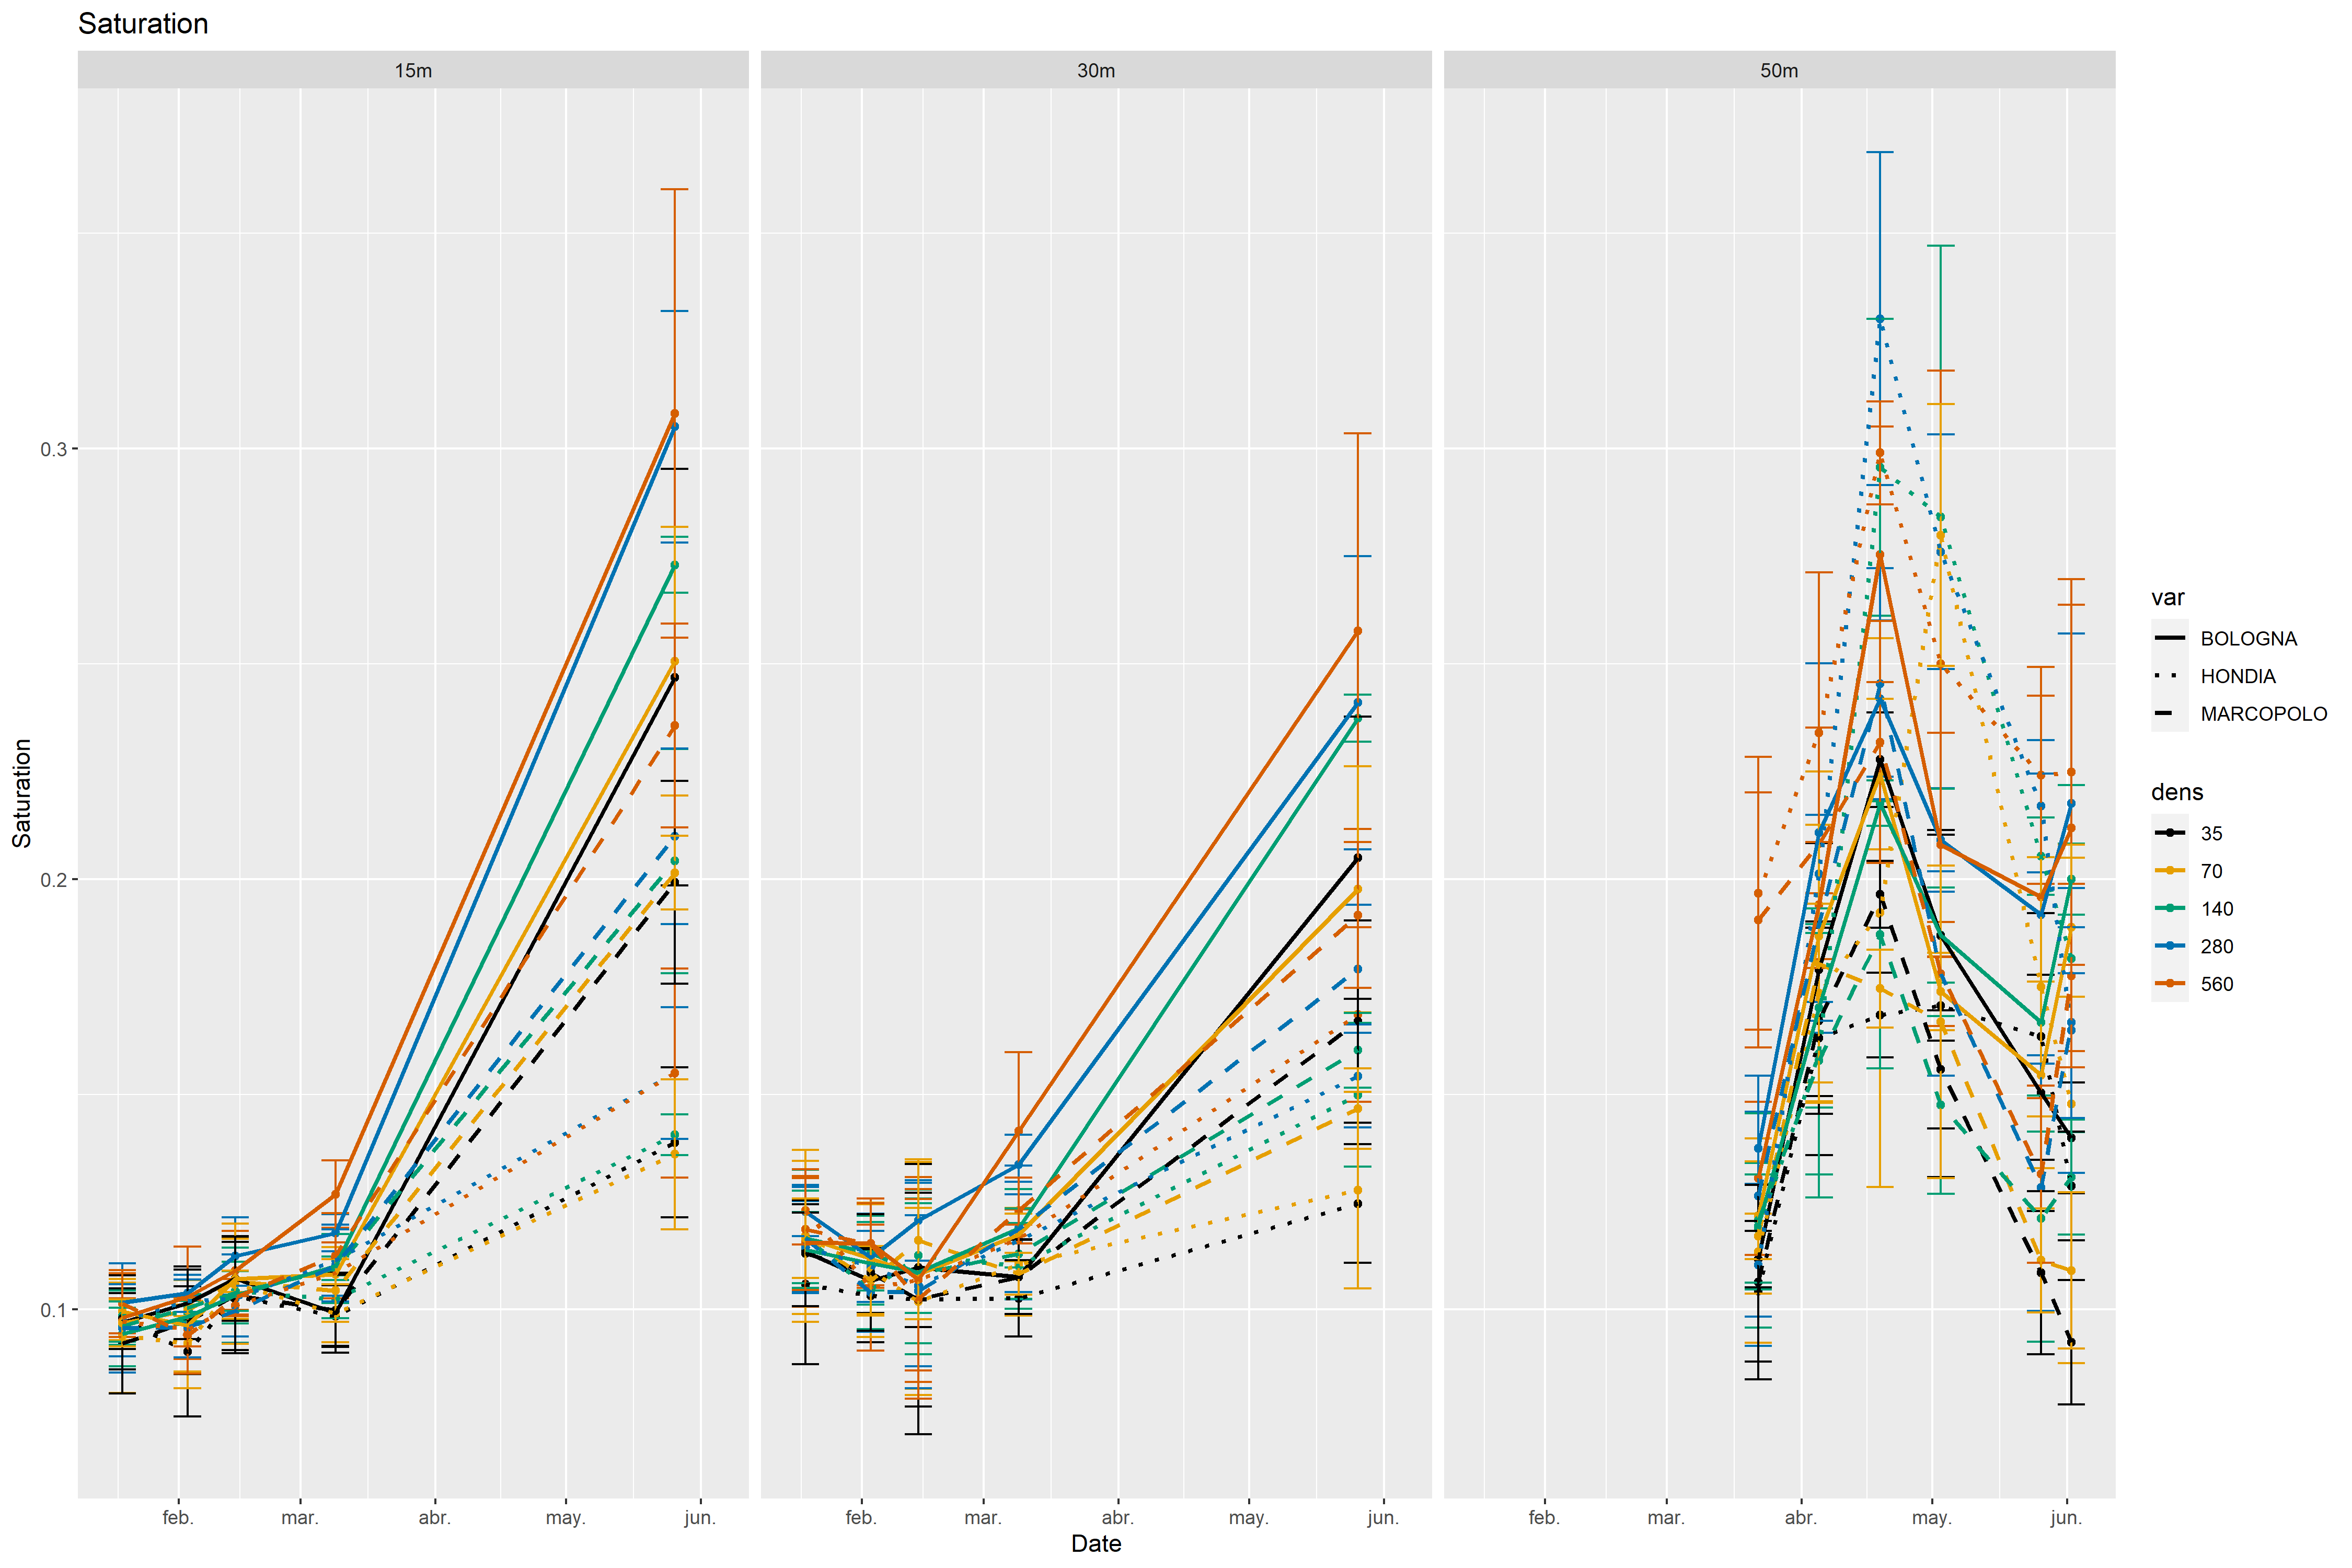 Saturation
15m
30m
50m
Saturation
0.3
0.2
0.1
feb. mar. abr. may. jun.
feb. mar. abr. may. jun.
feb. mar. abr. may. jun.
Date
var
BOLOGNA
HONDIA
MARCOPOLO
dens
35
70
140
280
560